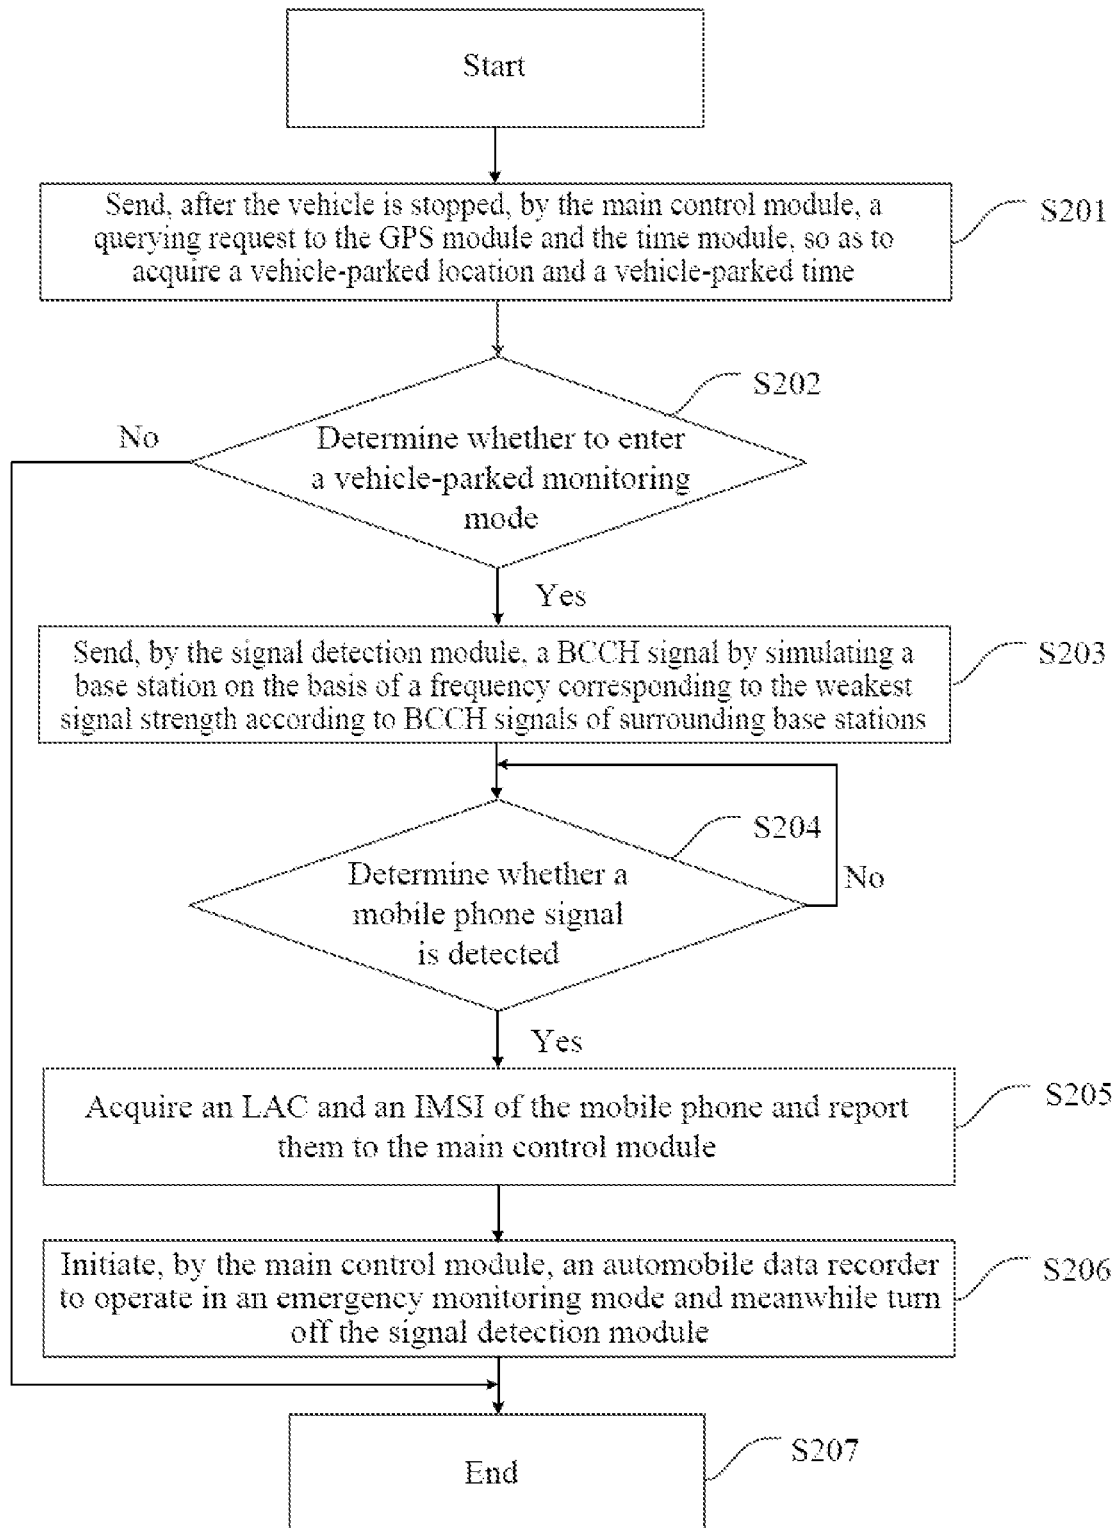 Start
Send, after the vehicle is stopped, by the main control module, a
querying request to the GPS module and the time module, so as to
acquire a vehicle-parked location and a vehicle-parked time
S201
S202
No
Determine whether to enter
a vehicle-parked monitoring
mode
Yes
Send, by the signal detection module, a BCCH signal by simulating a
base station on the basis of a frequency corresponding to the weakest
signal strength according to BCCH signals of surrounding base stations
S203
S204
Determine whether a
mobile phone signal
is detected
No
Yes
Acquire an LAC and an IMSI of the mobile phone and report
them to the main control module
S205
Initiate, by the main control module, an automobile data recorder
to operate in an emergency monitoring mode and meanwhile turn
off the signal detection module
S206
End
S207